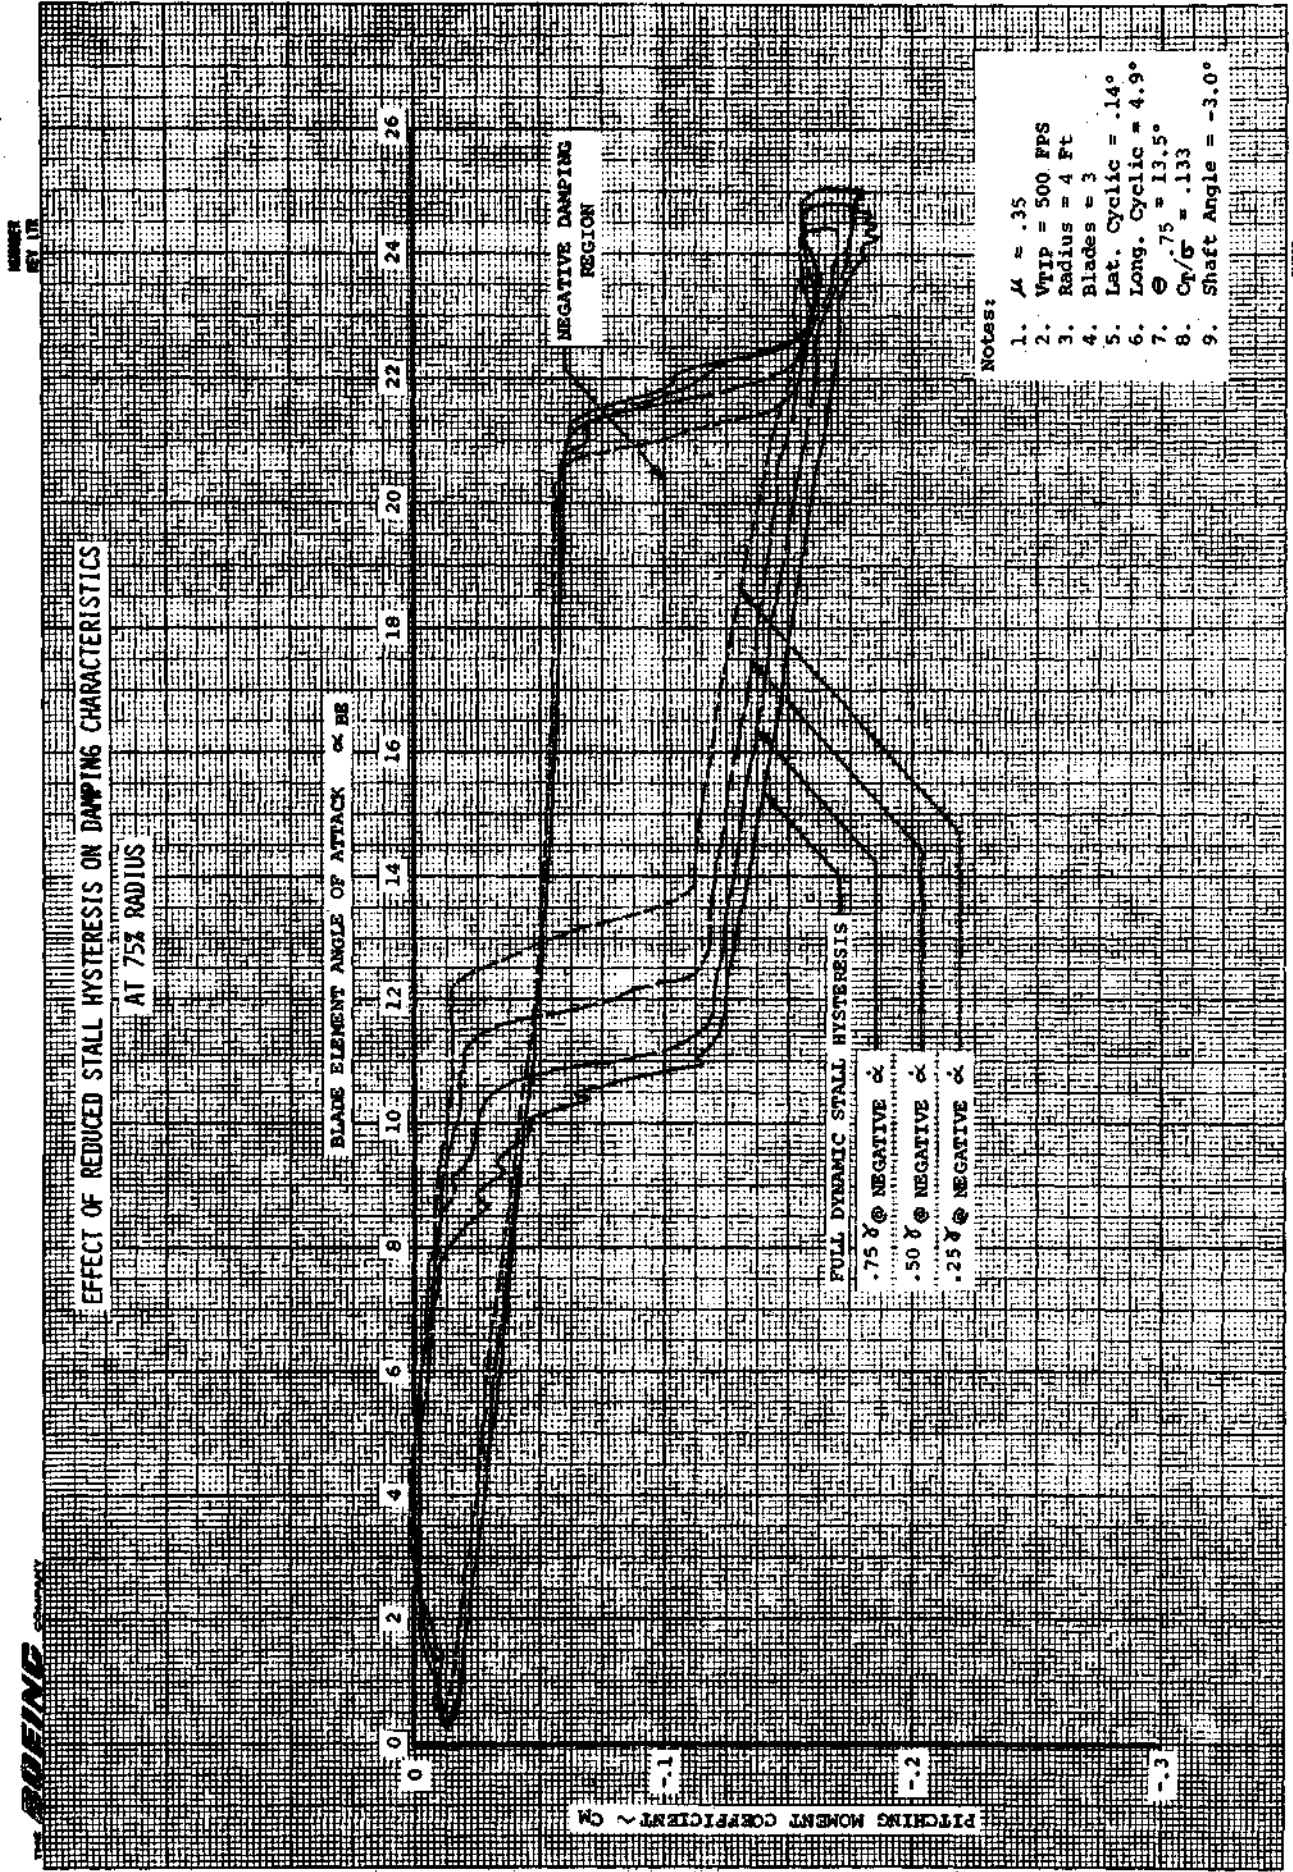 THE BOEING COMPANY
NUMBER
REV LTR
EFFECT OF REDUCED STALL HYSTERESIS ON DAMPING CHARACTERISTICS
AT 75% RADIUS
BLADE ELEMENT ANGLE OF ATTACK ∝ BE
0 2 4 6 8 10 12 14 16 18 20 22 24 26
PITCHING MOMENT COEFFICIENT ~ CM
0
-.1
-.2
-.3
NEGATIVE DAMPING
REGION
FULL DYNAMIC STALL HYSTERESIS
.75 γ @ NEGATIVE α̇
.50 γ @ NEGATIVE α̇
.25 γ @ NEGATIVE α̇
Notes:
1. μ = .35
2. VTIP = 500 FPS
3. Radius = 4 Ft
4. Blades = 3
5. Lat. Cyclic = .14°
6. Long. Cyclic = 4.9°
7. θ .75 = 13.5°
8. CT/σ = .133
9. Shaft Angle = -3.0°